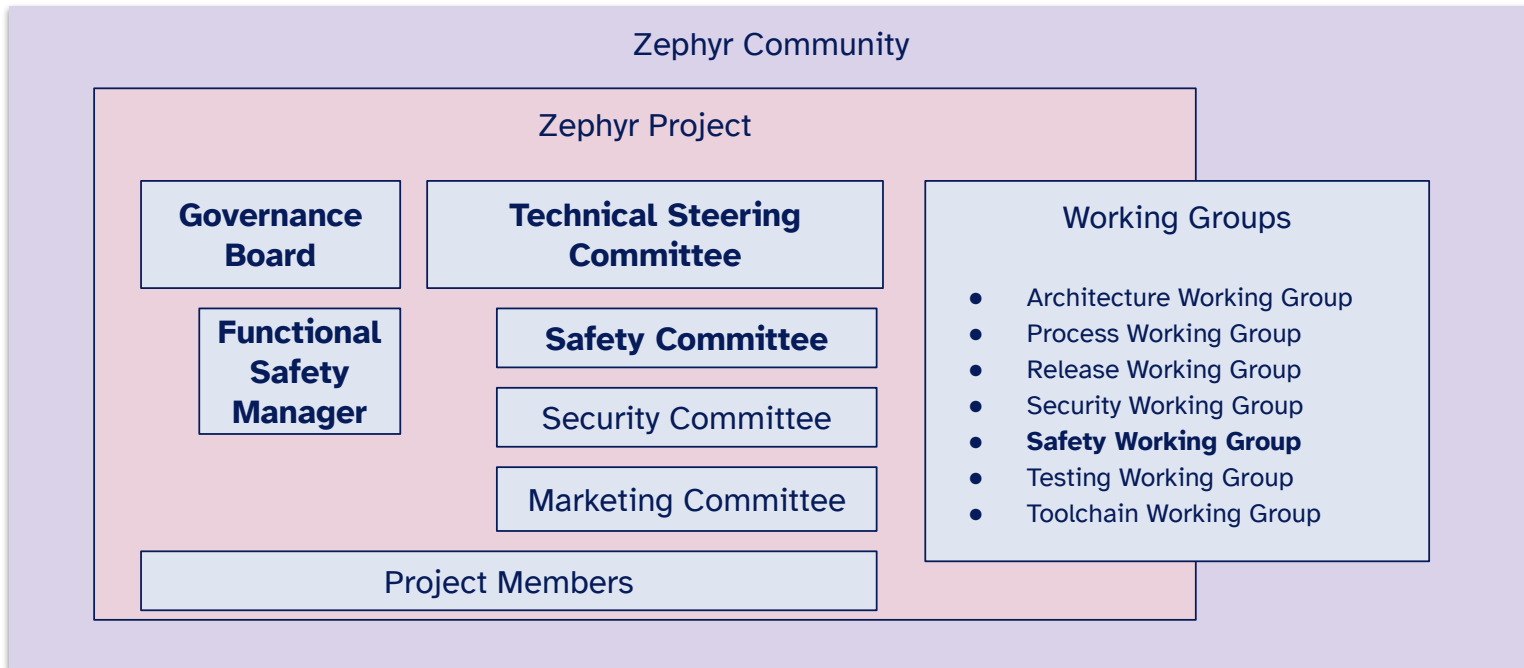 Zephyr Community
Zephyr Project
Governance
Board
Technical Steering
Committee
Functional
Safety
Manager
Safety Committee
Security Committee
Marketing Committee
Project Members
Working Groups
● Architecture Working Group
● Process Working Group
● Release Working Group
● Security Working Group
● Safety Working Group
● Testing Working Group
● Toolchain Working Group